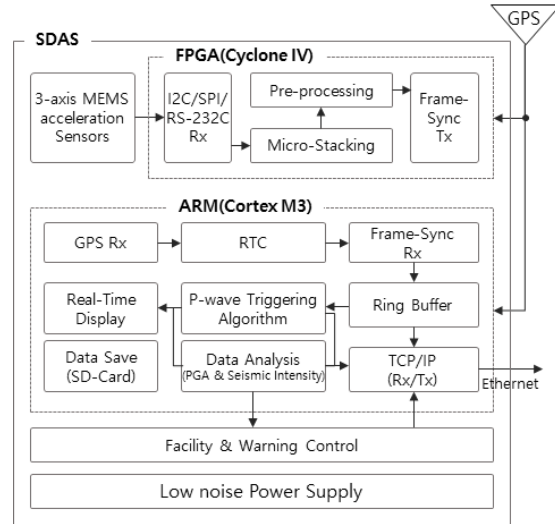 GPS
SDAS
FPGA(Cyclone IV)
3-axis MEMS
acceleration
Sensors
I2C/SPI/
RS-232C
Rx
Pre-processing
Micro-Stacking
Frame-
Sync
Tx
ARM(Cortex M3)
GPS Rx
RTC
Frame-Sync
Rx
Real-Time
Display
P-wave Triggering
Algorithm
Ring Buffer
Data Save
(SD-Card)
Data Analysis
(PGA & Seismic Intensity)
TCP/IP
(Rx/Tx)
Ethernet
Facility & Warning Control
Low noise Power Supply